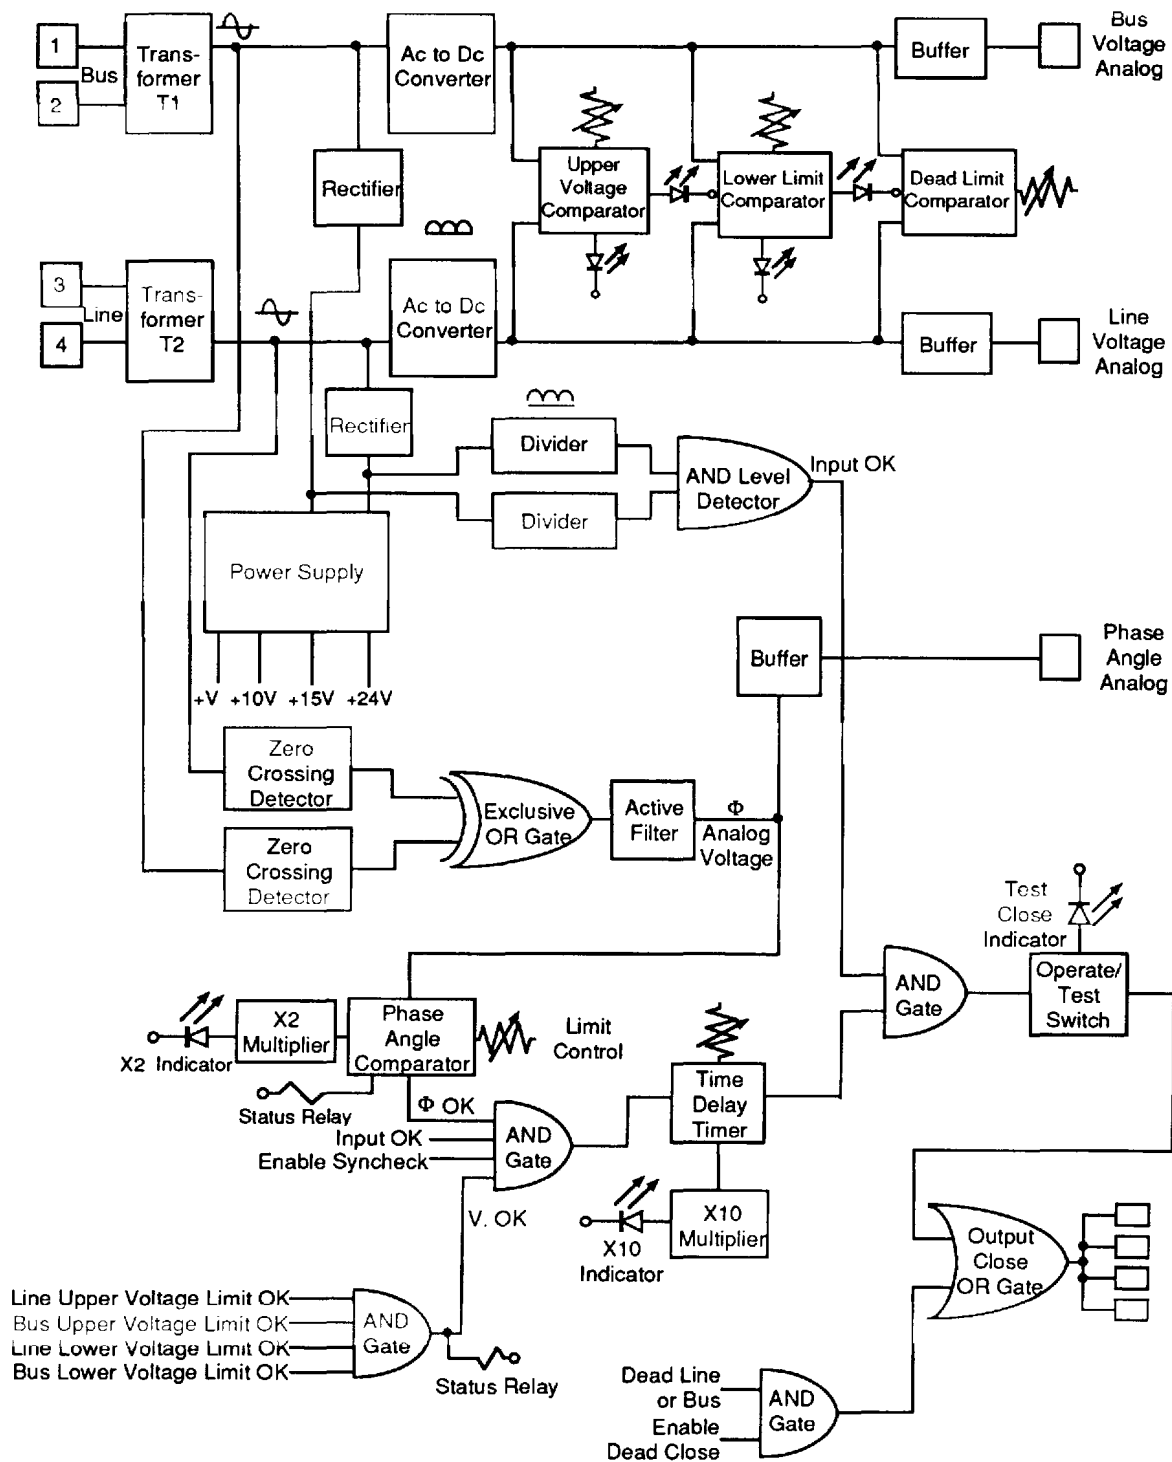 1
Bus
2
Trans-
former
T1
Ac to Dc
Converter
Buffer
Bus
Voltage
Analog
Rectifier
Upper
Voltage
Comparator
Lower Limit
Comparator
Dead Limit
Comparator
3
Line
4
Trans-
former
T2
Ac to Dc
Converter
Buffer
Line
Voltage
Analog
Rectifier
Divider
Divider
AND Level
Detector
Input OK
Power Supply
+V
+10V
+15V
+24V
Buffer
Phase
Angle
Analog
Zero
Crossing
Detector
Zero
Crossing
Detector
Exclusive
OR Gate
Active
Filter
Φ
Analog
Voltage
Test
Close
Indicator
AND
Gate
Operate/
Test
Switch
X2 Indicator
X2
Multiplier
Phase
Angle
Comparator
Limit
Control
Status Relay
Φ OK
Input OK
Enable Syncheck
AND
Gate
V. OK
Time
Delay
Timer
X10
Indicator
X10
Multiplier
Output
Close
OR Gate
Line Upper Voltage Limit OK
Bus Upper Voltage Limit OK
Line Lower Voltage Limit OK
Bus Lower Voltage Limit OK
AND
Gate
Status Relay
Dead Line
or Bus
Enable
Dead Close
AND
Gate